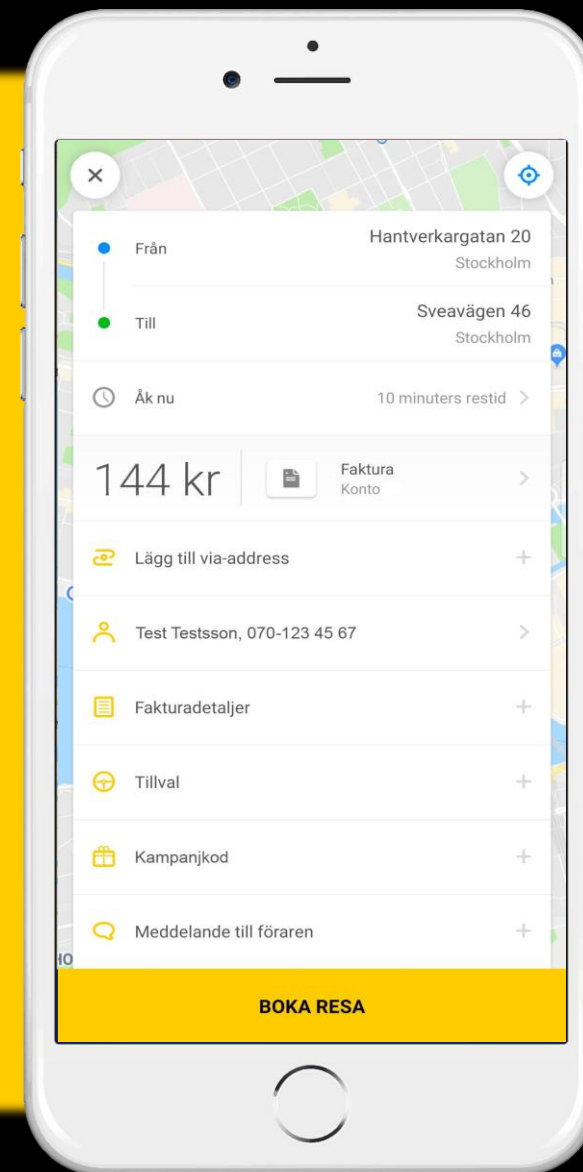 Från
Hantverkargatan 20
Stockholm
Till
Sveavägen 46
Stockholm
Åk nu
10 minuters restid
144 kr
Faktura
Konto
Lägg till via-address
Test Testsson, 070-123 45 67
Fakturadetaljer
Tillval
Kampanjkod
Meddelande till föraren
HO
BOKA RESA